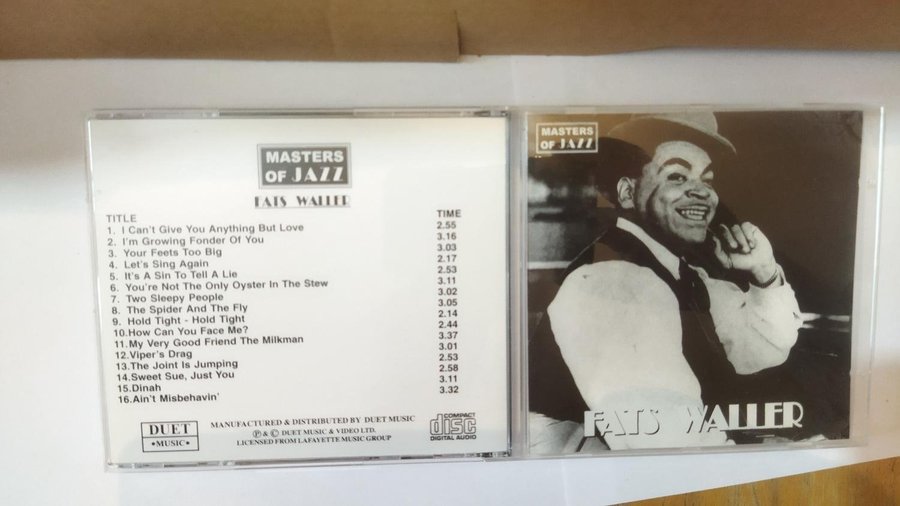 MASTERS
OF JAZZ
FATS WALLER
TITLE TIME
1. I Can't Give You Anything But Love 2.55
2. I'm Growing Fonder Of You 3.16
3. Your Feets Too Big 3.03
4. Let's Sing Again 2.17
5. It's A Sin To Tell A Lie 2.53
6. You're Not The Only Oyster In The Stew 3.11
7. Two Sleepy People 3.02
8. The Spider And The Fly 3.05
9. Hold Tight - Hold Tight 2.14
10. How Can You Face Me? 2.44
11. My Very Good Friend The Milkman 3.37
12. Viper's Drag 3.01
13. The Joint Is Jumping 2.53
14. Sweet Sue, Just You 2.58
15. Dinah 3.11
16. Ain't Misbehavin' 3.32
DUET
•MUSIC•
MANUFACTURED & DISTRIBUTED BY DUET MUSIC
℗ & © DUET MUSIC & VIDEO LTD.
LICENSED FROM LAFAYETTE MUSIC GROUP
COMPACT
disc
DIGITAL AUDIO
MASTERS
OF JAZZ
FATS WALLER